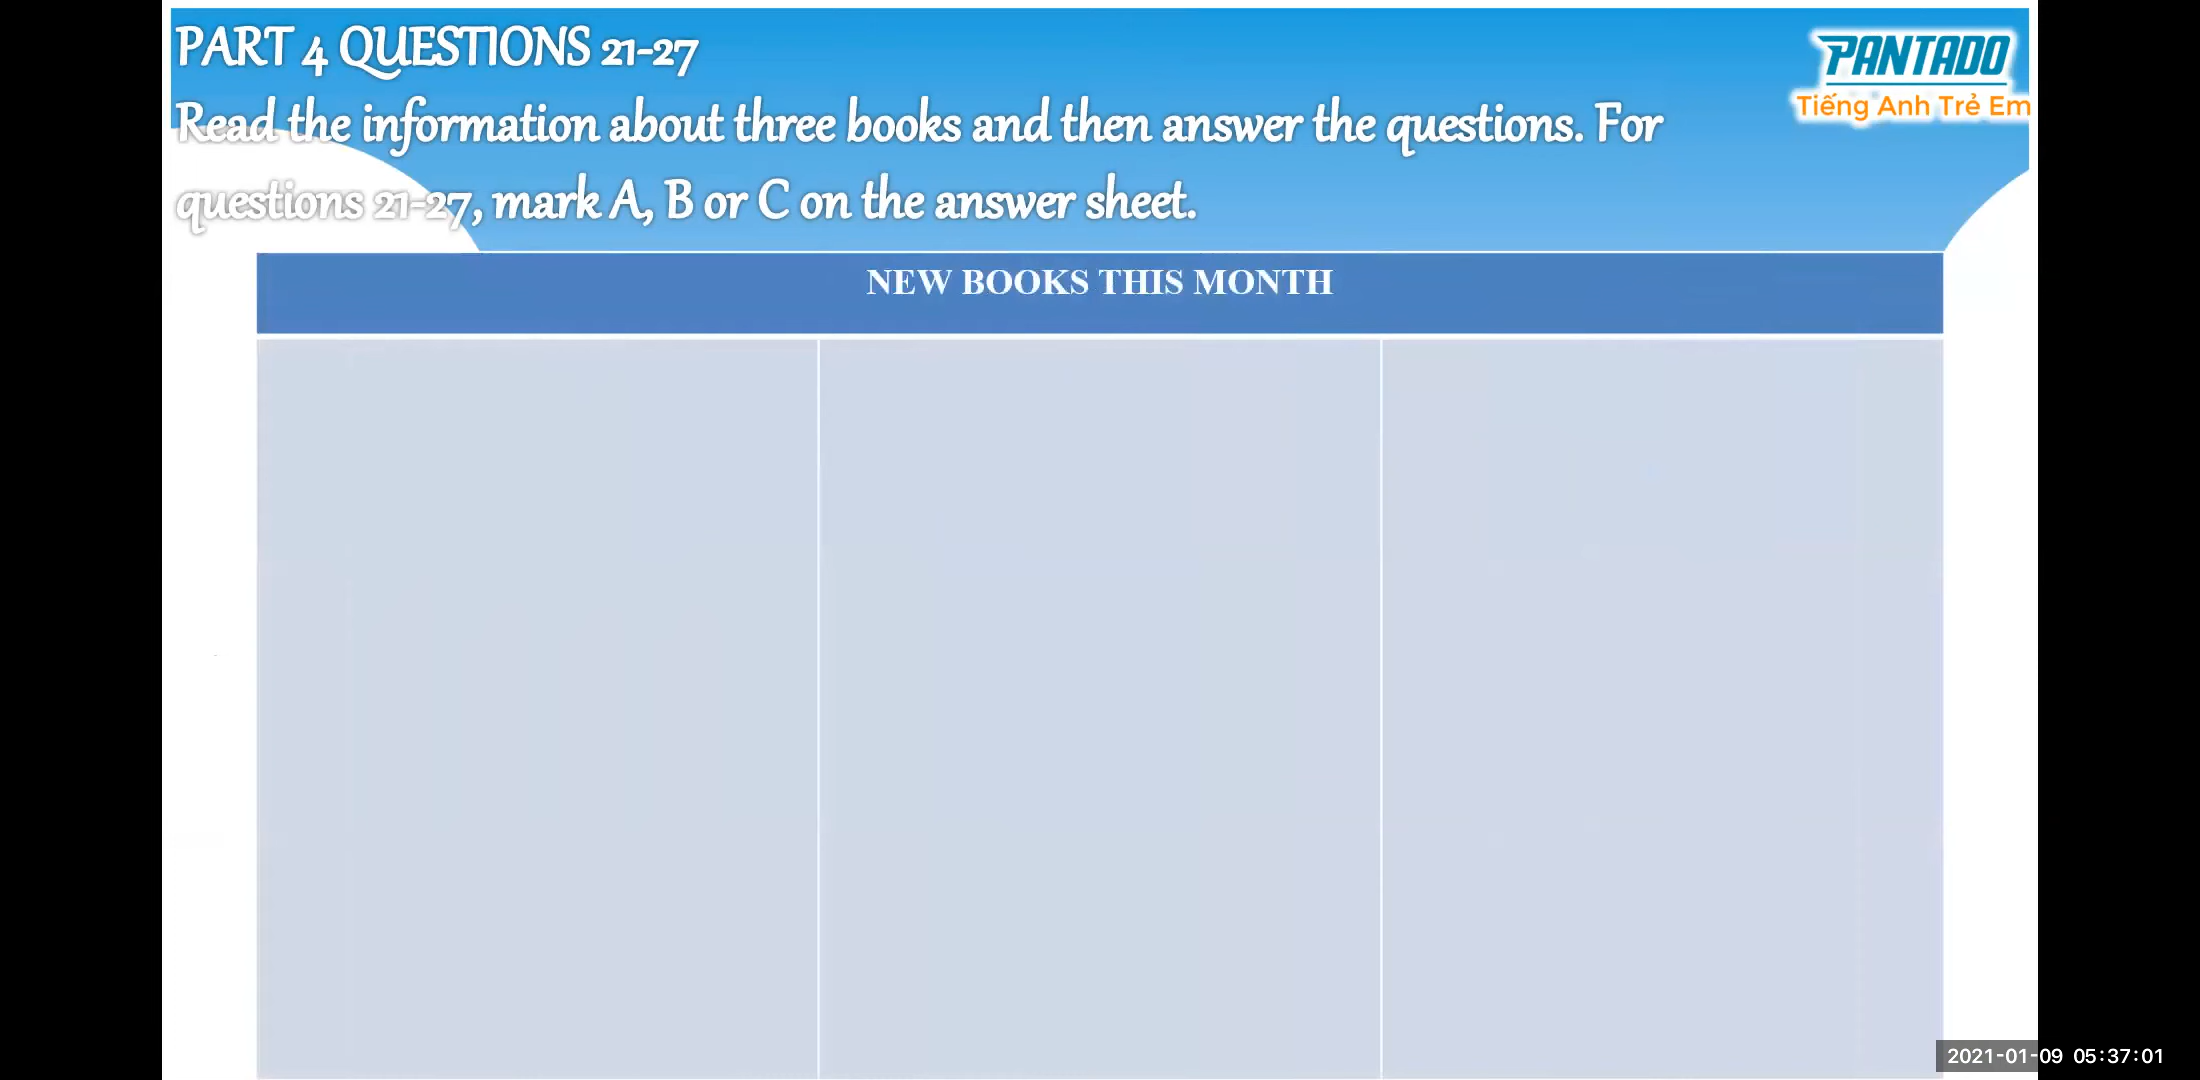 PART 4 QUESTIONS 21-27
PANTADO
Tiếng Anh Trẻ Em
Read the information about three books and then answer the questions. For
questions 21-27, mark A, B or C on the answer sheet.
NEW BOOKS THIS MONTH
2021-01-09 05:37:01